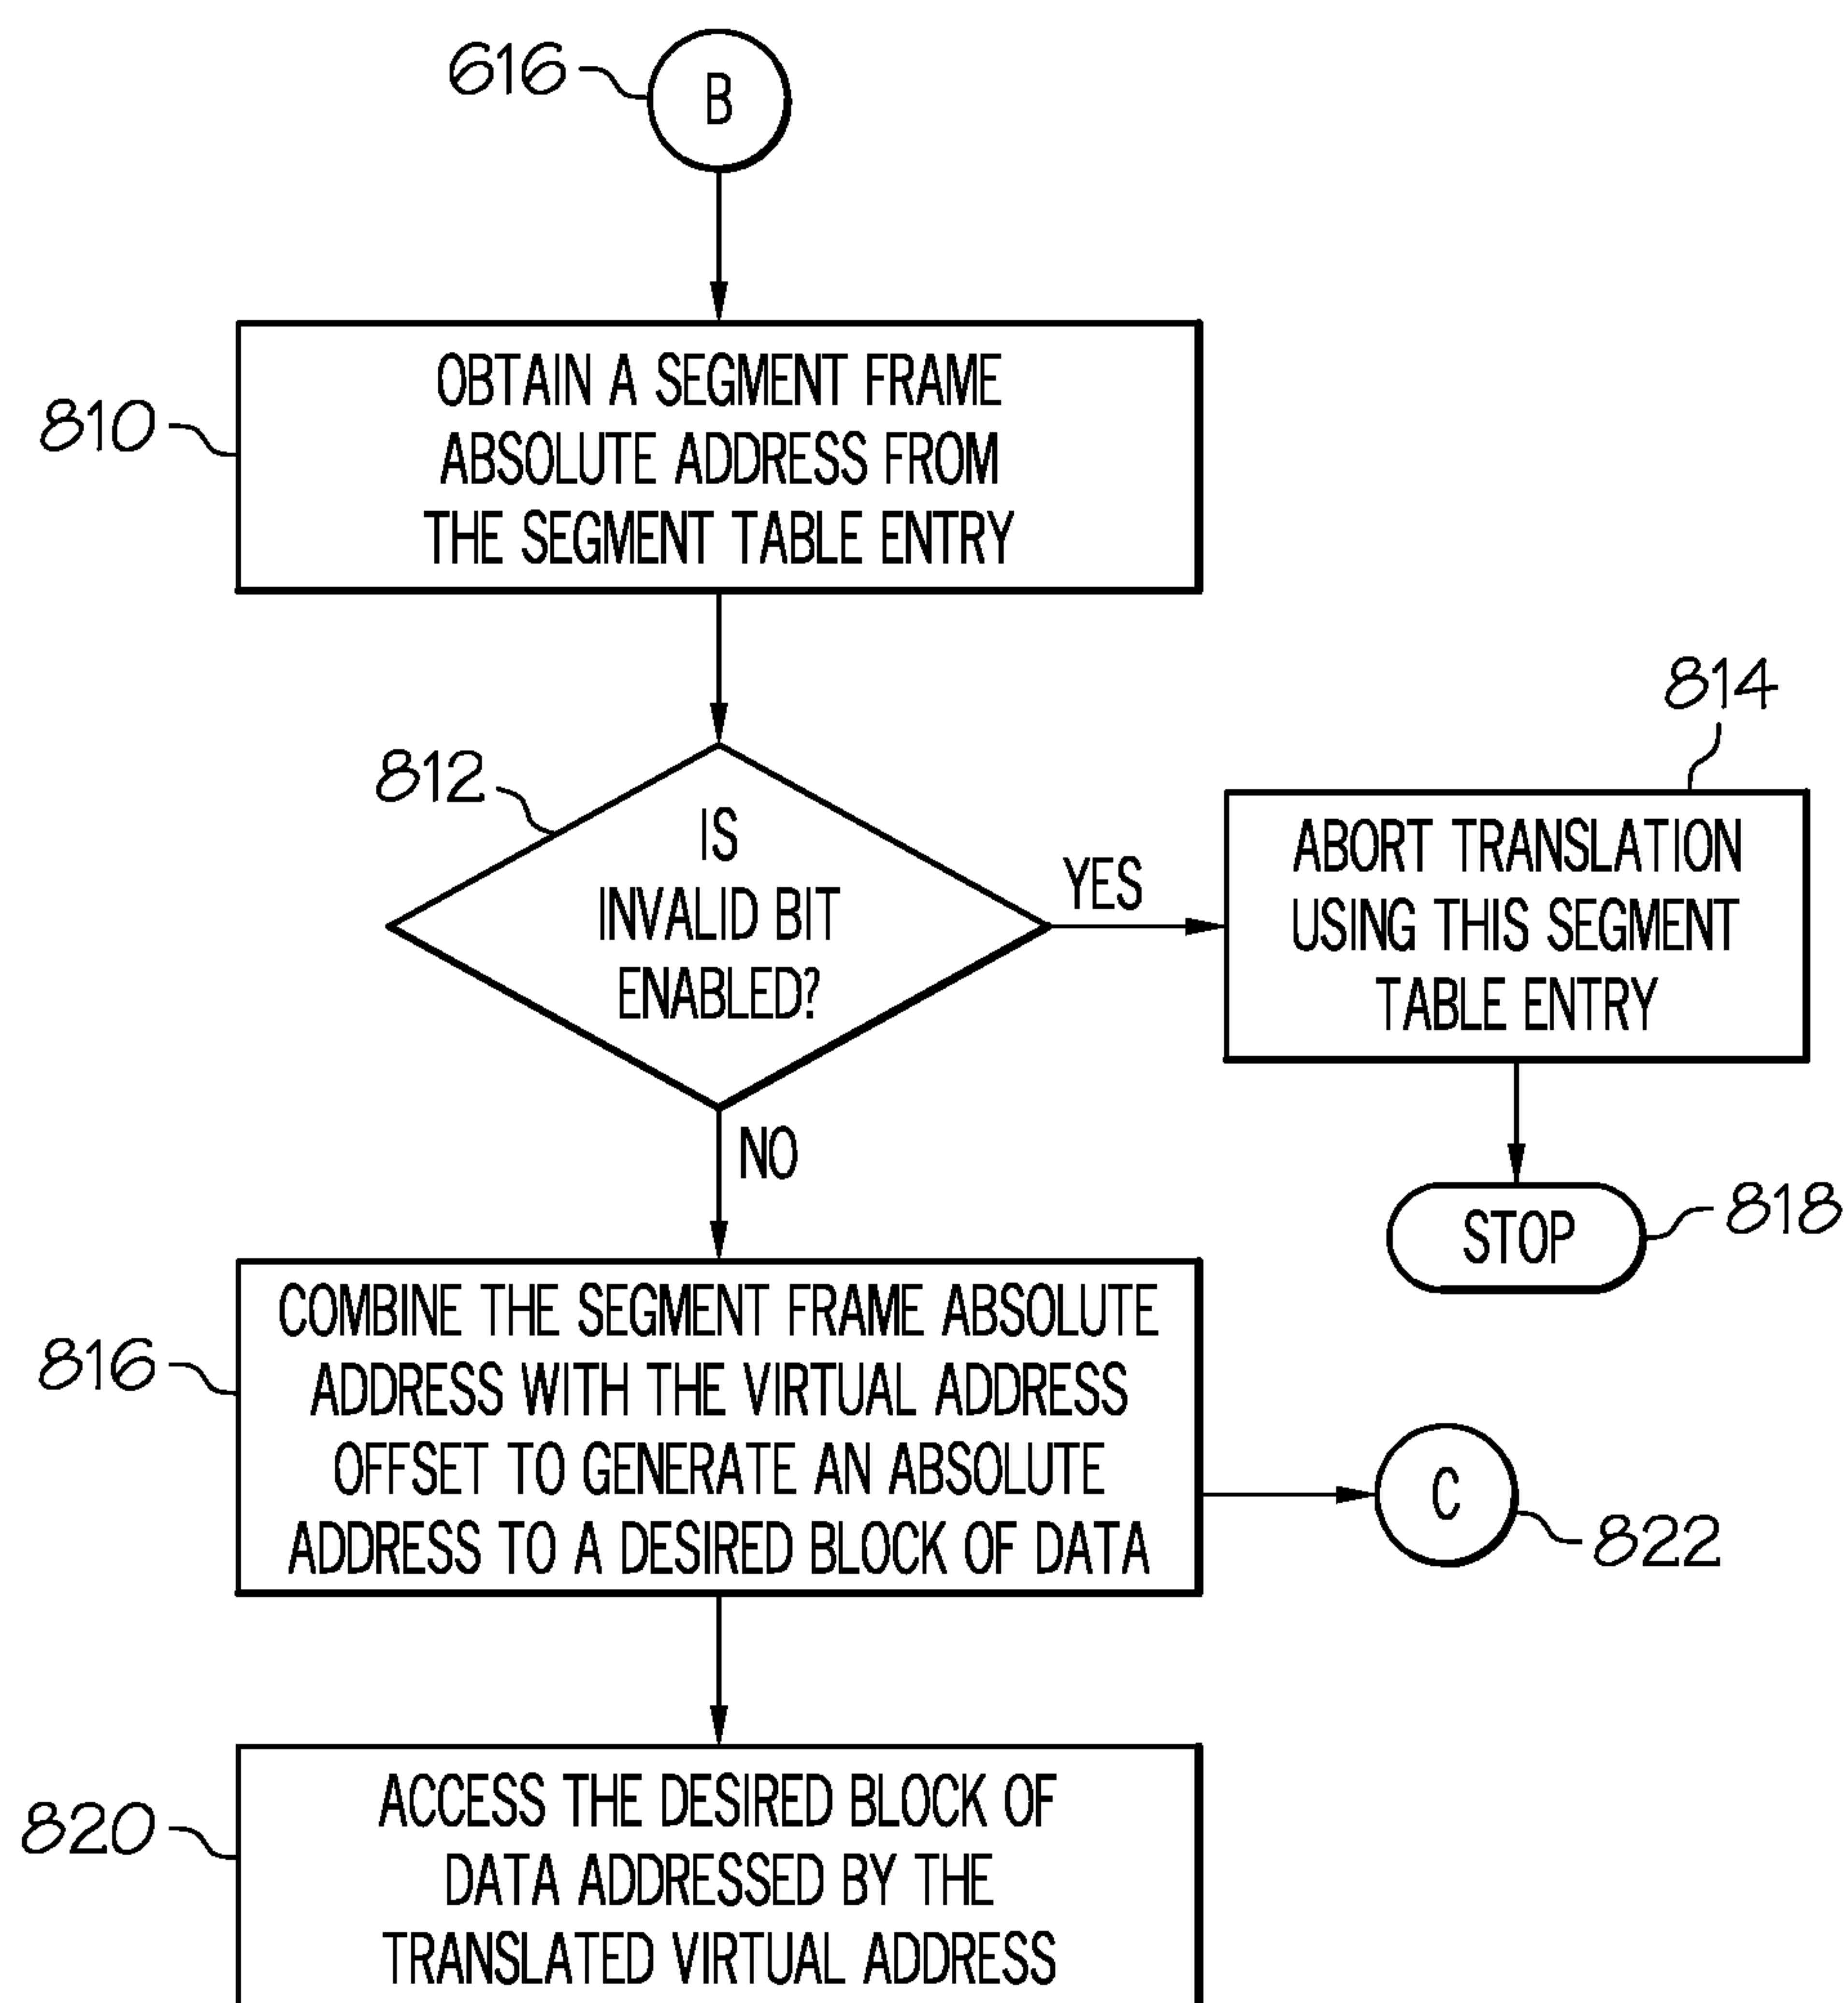 616
B
810
OBTAIN A SEGMENT FRAME
ABSOLUTE ADDRESS FROM
THE SEGMENT TABLE ENTRY
812
IS
INVALID BIT
ENABLED?
YES
814
ABORT TRANSLATION
USING THIS SEGMENT
TABLE ENTRY
NO
STOP
818
816
COMBINE THE SEGMENT FRAME ABSOLUTE
ADDRESS WITH THE VIRTUAL ADDRESS
OFFSET TO GENERATE AN ABSOLUTE
ADDRESS TO A DESIRED BLOCK OF DATA
C
822
820
ACCESS THE DESIRED BLOCK OF
DATA ADDRESSED BY THE
TRANSLATED VIRTUAL ADDRESS